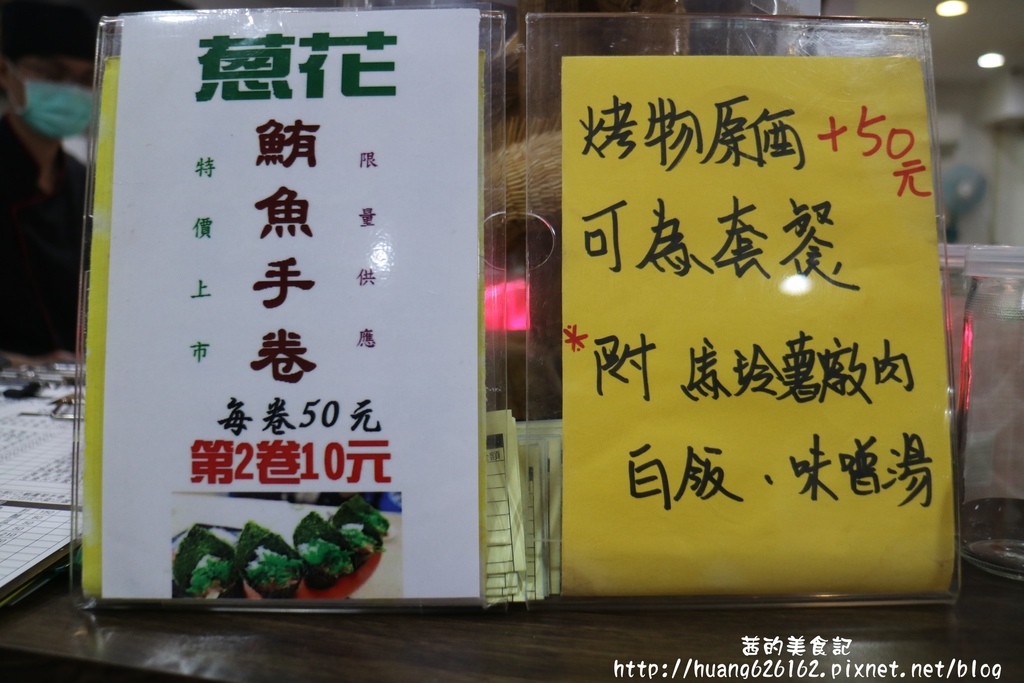 蔥花
鮪魚手卷
限量供應
特價上市
每卷50元
第2卷10元
烤物原価+50元
可為套餐
*附 馬玲薯燉肉
白飯、味噌湯
茜的美食記
http://huang626162.pixnet.net/blog